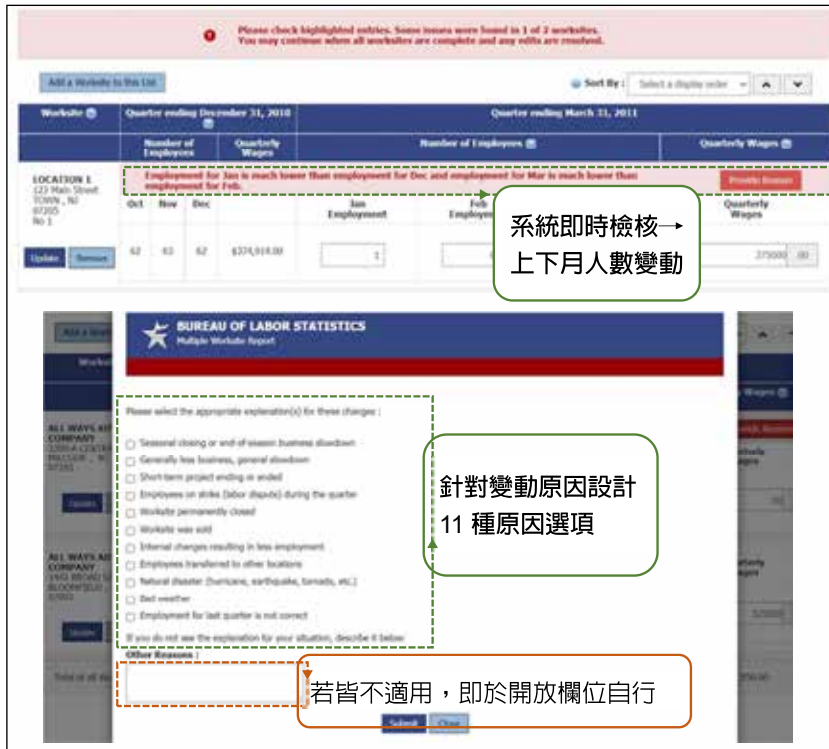 Please check highlighted entries. Some issues were found in 1 of 2 worksites.
You may continue when all worksites are complete and any edits are resolved.
Add a Worksite to this List
Sort By : Select a display order
Worksite
Quarter ending December 31, 2010
Quarter ending March 31, 2011
Number of Employees
Quarterly Wages
Number of Employees
Quarterly Wages
LOCATION 1
123 Main Street
TOWN , NJ
07205
No 1
Employment for Jan is much lower than employment for Dec and employment for Mar is much lower than
employment for Feb.
Provide Reason
Oct Nov Dec
Jan
Employment
Feb
Quarterly
Wages
Update
Remove
62 63 62
1
375000 .00
系統即時檢核→
上下月人數變動
BUREAU OF LABOR STATISTICS
Multiple Worksite Report
Please select the appropriate explanation(s) for these changes :
Seasonal closing or end of season business slowdown
Generally less business, general slowdown
Short-term project ending or ended
Employees on strike (labor dispute) during the quarter
Worksite permanently closed
Worksite was sold
Internal changes resulting in less employment
Employees transferred to other locations
Natural disaster (hurricane, earthquake, tornado, etc.)
Bad weather
Employment for last quarter is not correct
If you do not see the explanation for your situation, describe it below
Other Reasons :
Submit
Close
針對變動原因設計
11 種原因選項
若皆不適用，即於開放欄位自行